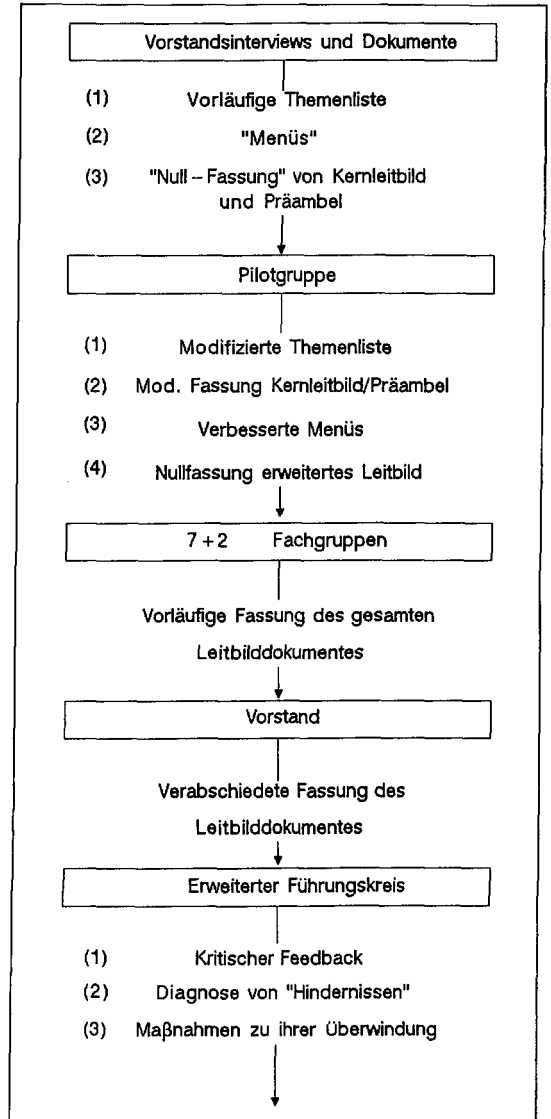 Vorstandsinterviews und Dokumente
(1) Vorläufige Themenliste
(2) "Menüs"
(3) "Null – Fassung" von Kernleitbild
und Präambel
Pilotgruppe
(1) Modifizierte Themenliste
(2) Mod. Fassung Kernleitbild/Präambel
(3) Verbesserte Menüs
(4) Nullfassung erweitertes Leitbild
7 + 2 Fachgruppen
Vorläufige Fassung des gesamten
Leitbilddokumentes
Vorstand
Verabschiedete Fassung des
Leitbilddokumentes
Erweiterter Führungskreis
(1) Kritischer Feedback
(2) Diagnose von "Hindernissen"
(3) Maßnahmen zu ihrer Überwindung